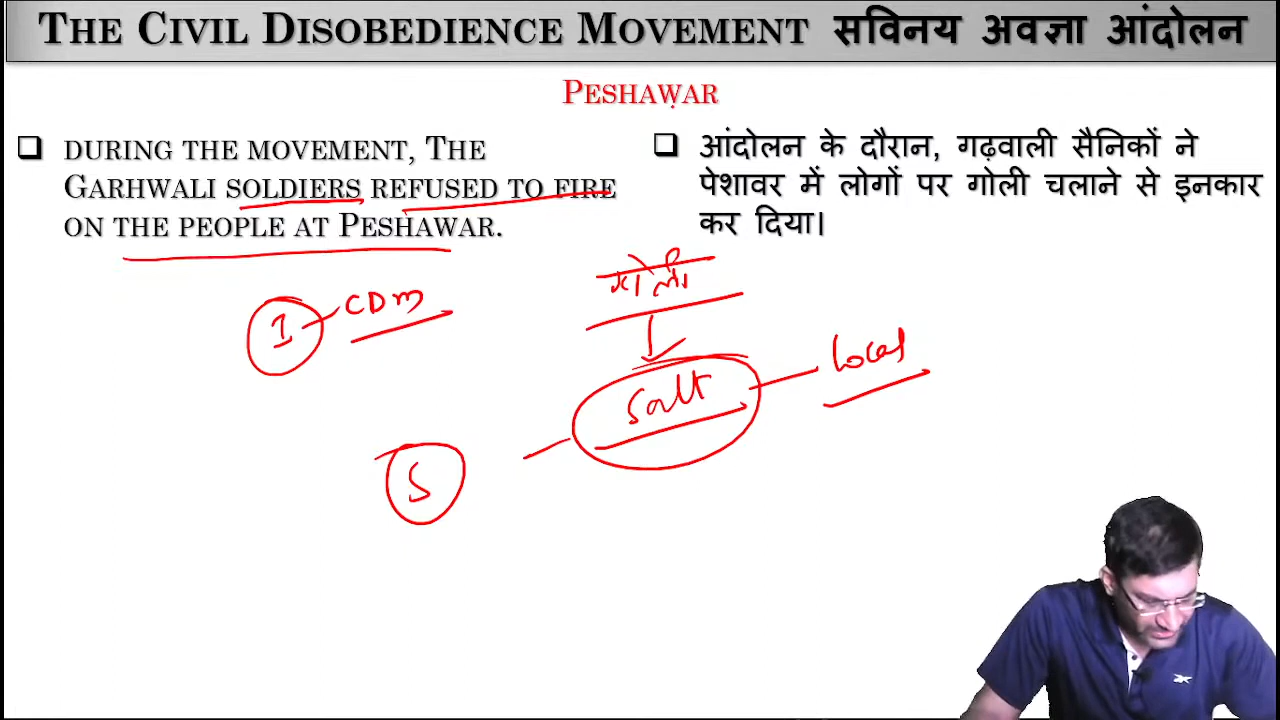 THE CIVIL DISOBEDIENCE MOVEMENT सविनय अवज्ञा आंदोलन
PESHAWAR
DURING THE MOVEMENT, THE
GARHWALI SOLDIERS REFUSED TO FIRE
ON THE PEOPLE AT PESHAWAR.
आंदोलन के दौरान, गढ़वाली सैनिकों ने
पेशावर में लोगों पर गोली चलाने से इनकार
कर दिया।
गोली
1 CDM
Local
Salt
S